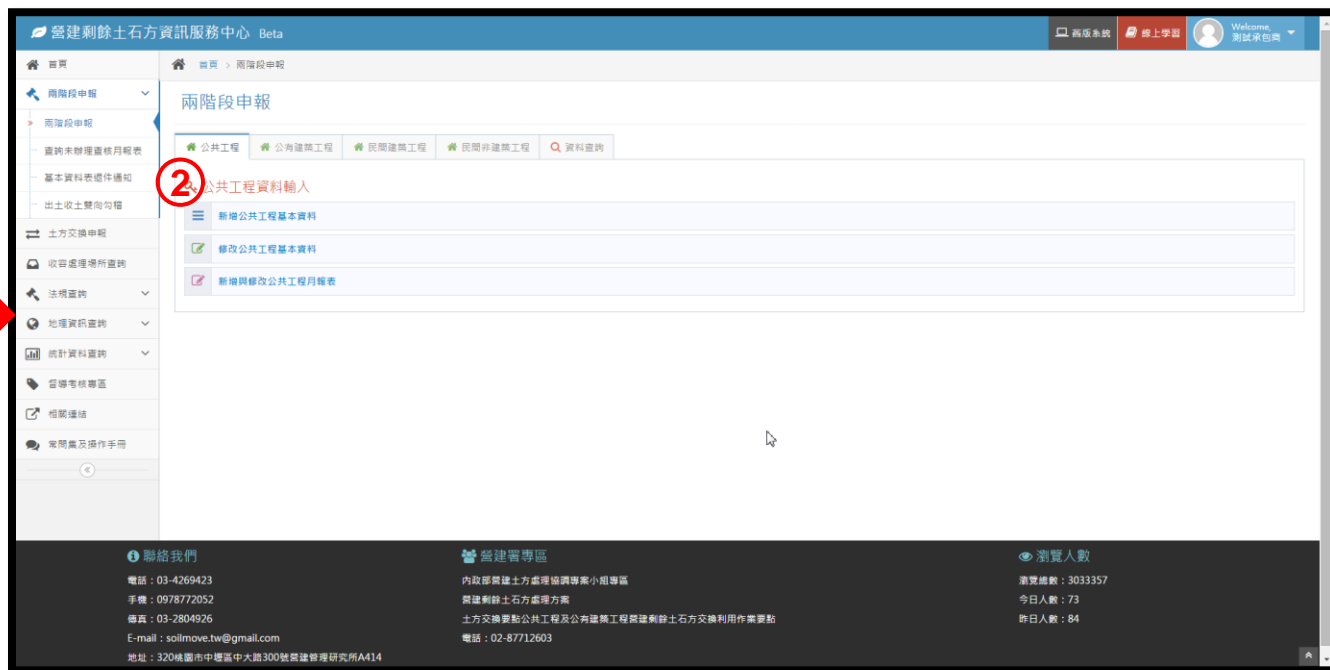 營建剩餘土石方資訊服務中心 Beta
舊版系統
線上學習
Welcome,
測試承包商
首頁
首頁 > 兩階段申報
兩階段申報
兩階段申報
兩階段申報
查詢未辦理查核月報表
基本資料表退件通知
出土收土雙向勾稽
土方交換申報
收容處理場所查詢
法規查詢
地理資訊查詢
統計資料查詢
督導考核專區
相關連結
常問集及操作手冊
公共工程
公有建築工程
民間建築工程
民間非建築工程
資料查詢
②
公共工程資料輸入
新增公共工程基本資料
修改公共工程基本資料
新增與修改公共工程月報表
聯絡我們
電話：03-4269423
手機：0978772052
傳真：03-2804926
E-mail：soilmove.tw@gmail.com
地址：320桃園市中壢區中大路300號營建管理研究所A414
營建署專區
內政部營建土方處理協調專案小組專區
營建剩餘土石方處理方案
土方交換要點公共工程及公有建築工程營建剩餘土石方交換利用作業要點
電話：02-87712603
瀏覽人數
瀏覽總數：3033357
今日人數：73
昨日人數：84